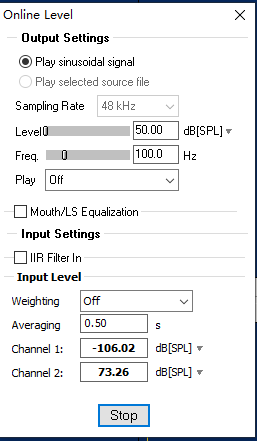 Online Level
Output Settings
Play sinusoidal signal
Play selected source file
Sampling Rate 48 kHz
Level 50.00 dB[SPL]
Freq. 100.0 Hz
Play Off
Mouth/LS Equalization
Input Settings
IIR Filter In
Input Level
Weighting Off
Averaging 0.50 s
Channel 1: -106.02 dB[SPL]
Channel 2: 73.26 dB[SPL]
Stop